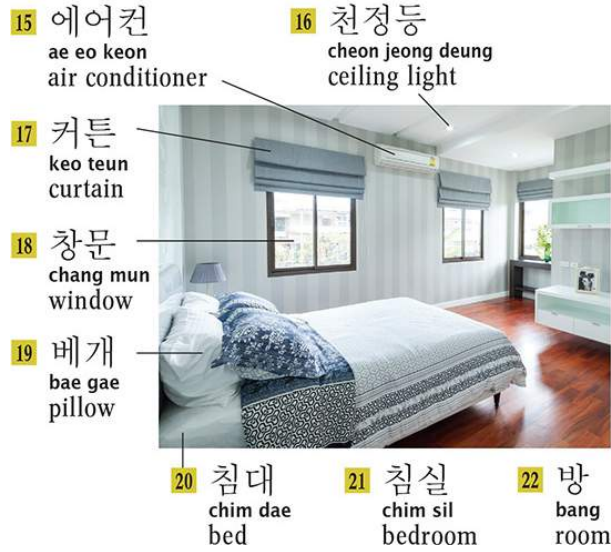 15 에어컨
ae eo keon
air conditioner
16 천정등
cheon jeong deung
ceiling light
17 커튼
keo teun
curtain
18 창문
chang mun
window
19 베개
bae gae
pillow
20 침대
chim dae
bed
21 침실
chim sil
bedroom
22 방
bang
room